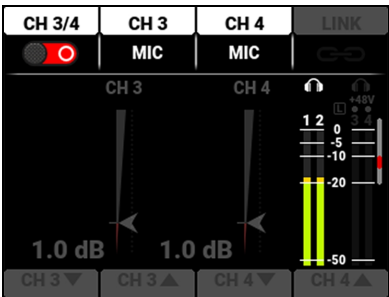 CH 3/4 CH 3 CH 4 LINK
MIC MIC
CH 3 CH 4
+48V
L
1 2 3 4
0
-5
-10
-20
-50
1.0 dB 1.0 dB
CH 3▼ CH 3▲ CH 4▼ CH 4▲